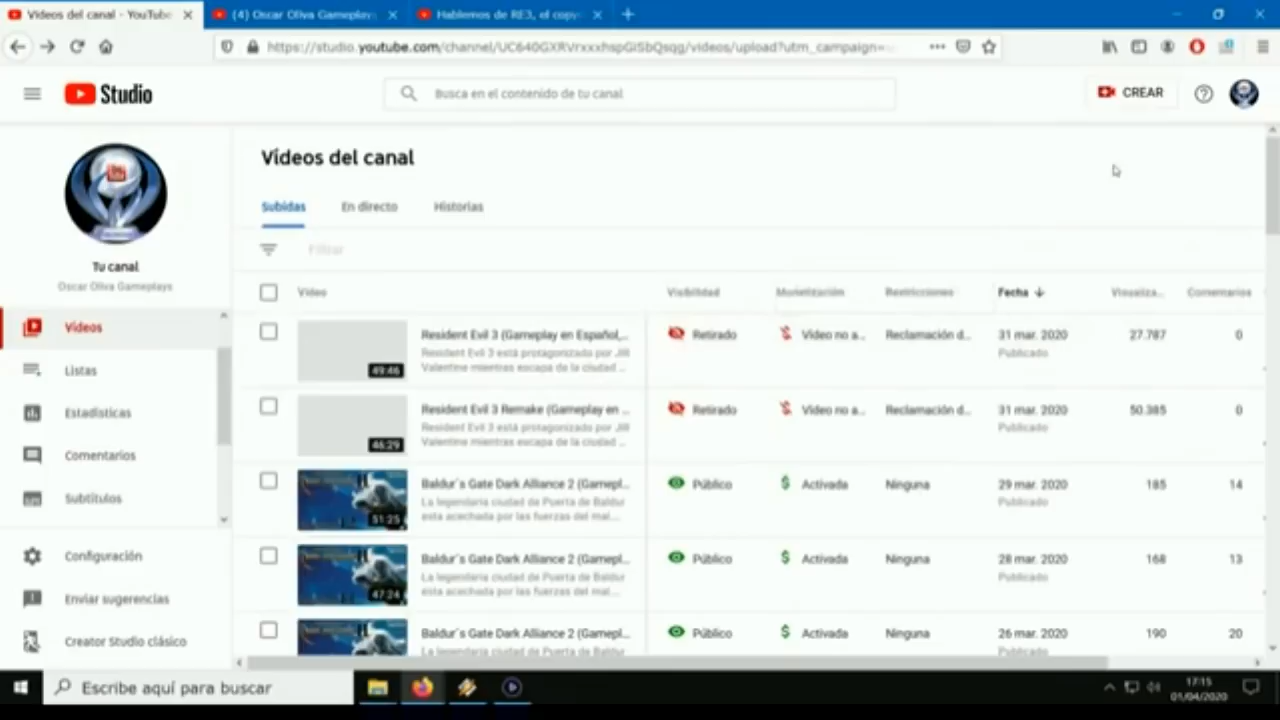 Vídeos del canal - YouTube
(4) Oscar Oliva Gameplays
Hablemos de RE3, el copy
https://studio.youtube.com/channel/UC640GXRVrxxxhspGiSbQsqg/videos/upload?utm_campaign=
Studio
Busca en el contenido de tu canal
CREAR
Tu canal
Oscar Oliva Gameplays
Vídeos
Listas
Estadísticas
Comentarios
Subtítulos
Configuración
Enviar sugerencias
Creator Studio clásico
Vídeos del canal
Subidas En directo Historias
Filtrar
Vídeo Visibilidad Monetización Restricciones Fecha Visualiza... Comentarios
49:46 Resident Evil 3 (Gameplay en Español,... Retirado Vídeo no a... Reclamación d... 31 mar. 2020 27.787 0
Resident Evil 3 está protagonizado por Jill Publicado
Valentine mientras escapa de la ciudad ...
46:29 Resident Evil 3 Remake (Gameplay en ... Retirado Vídeo no a... Reclamación d... 31 mar. 2020 50.385 0
Resident Evil 3 está protagonizado por Jill Publicado
Valentine mientras escapa de la ciudad ...
51:25 Baldur´s Gate Dark Alliance 2 (Gamepl... Público Activada Ninguna 29 mar. 2020 185 14
La legendaria ciudad de Puerta de Baldur Publicado
esta acechada por las fuerzas del mal...
47:24 Baldur´s Gate Dark Alliance 2 (Gamepl... Público Activada Ninguna 28 mar. 2020 168 13
La legendaria ciudad de Puerta de Baldur Publicado
esta acechada por las fuerzas del mal...
Baldur´s Gate Dark Alliance 2 (Gamepl... Público Activada Ninguna 26 mar. 2020 190 20
La legendaria ciudad de Puerta de Baldur Publicado
Escribe aquí para buscar
17:15
01/04/2020